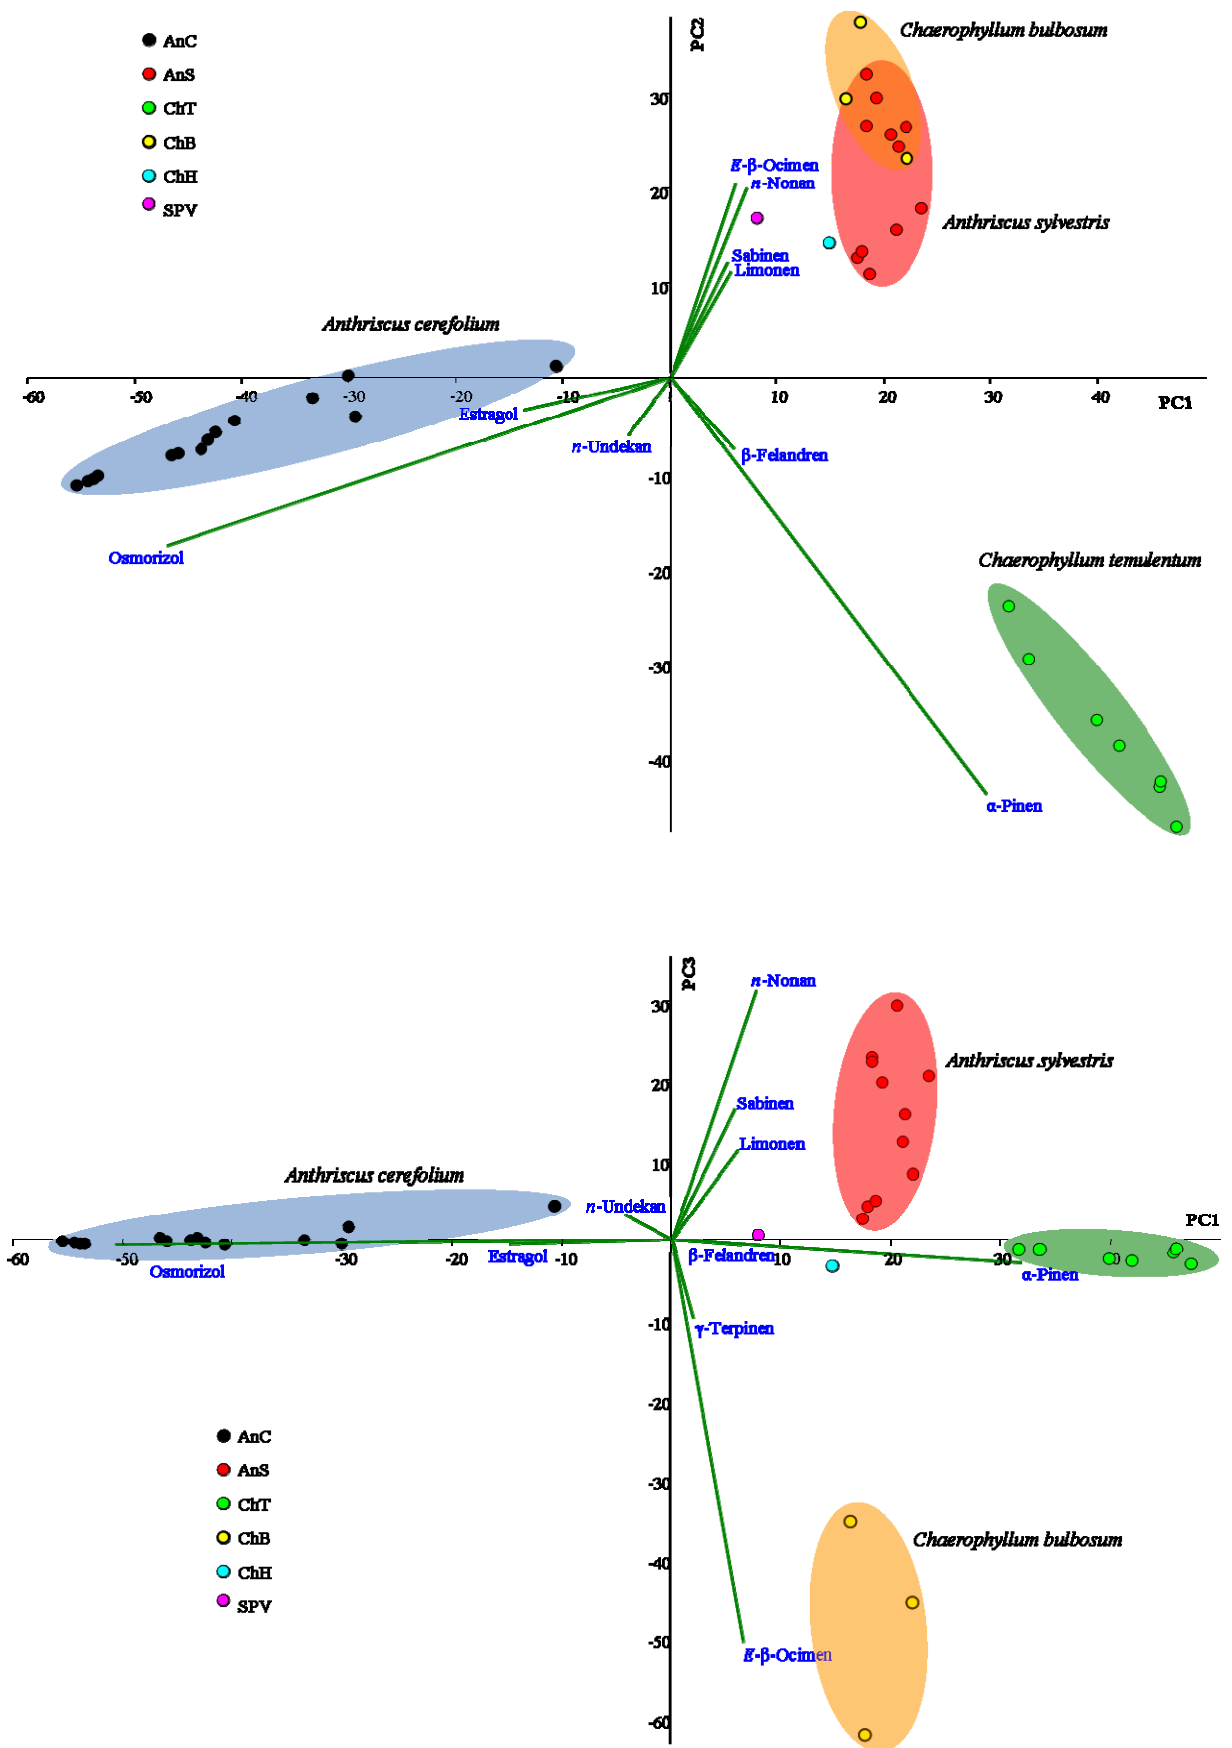 PC2
Chaerophyllum bulbosum
AnC
AnS
ChT
ChB
ChH
SPV
30
E-β-Ocimen
n-Nonan
20
Anthriscus sylvestris
Sabinen
Limonen
10
Anthriscus cerefolium
-60 -50 -40 -30 -20 -10 1 10 20 30 40
PC1
Estragol
n-Undekan
β-Felandren
-10
Osmorizol
Chaerophyllum temulentum
-20
-30
-40
α-Pinen
PC3
n-Nonan
30
Anthriscus sylvestris
20
Sabinen
Limonen
10
Anthriscus cerefolium
n-Undekan
PC1
-60 -50 -40 -30 -20 -10 10 20 30 40
Estragol
β-Felandren
Osmorizol
α-Pinen
-10
γ-Terpinen
-20
AnC
AnS
-30
ChT
ChB
Chaerophyllum bulbosum
-40
ChH
SPV
-50
E-β-Ocimen
-60